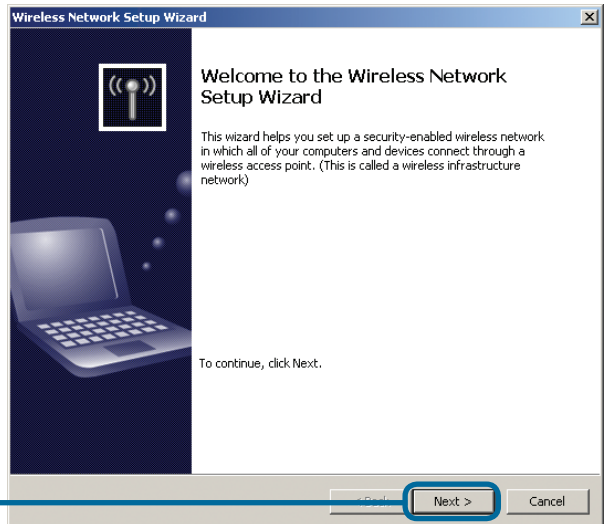 Wireless Network Setup Wizard
Welcome to the Wireless Network
Setup Wizard
This wizard helps you set up a security-enabled wireless network
in which all of your computers and devices connect through a
wireless access point. (This is called a wireless infrastructure
network)
To continue, click Next.
< Back
Next >
Cancel